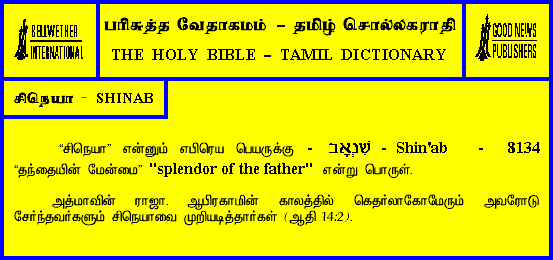 BELLWETHER
INTERNATIONAL
பரிசுத்த வேதாகமம் – தமிழ் சொல்லகராதி
THE HOLY BIBLE – TAMIL DICTIONARY
GOOD NEWS
PUBLISHERS
சிநெயா - SHINAB
“சிநெயா” என்னும் எபிரெய பெயருக்கு - שִׁנְאָב - Shin'ab - 8134
“தந்தையின் மேன்மை” "splendor of the father" என்று பொருள்.
அத்மாவின் ராஜா. ஆபிரகாமின் காலத்தில் கெதர்லாகோமேரும் அவரோடு
சேர்ந்தவர்களும் சிநெயாவை முறியடித்தார்கள் (ஆதி 14:2).